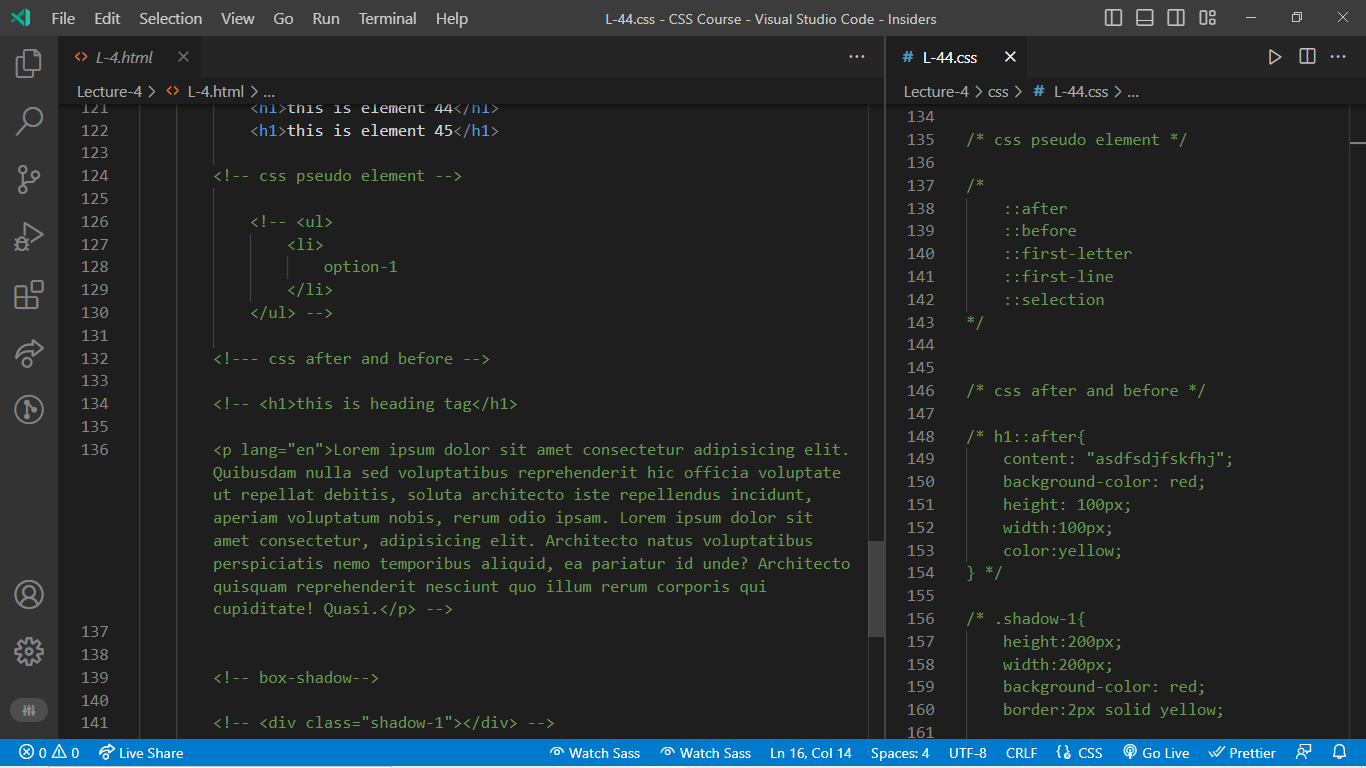 File Edit Selection View Go Run Terminal Help L-44.css - CSS Course - Visual Studio Code - Insiders
L-4.html
Lecture-4 > L-4.html > ...
121 <h1>this is element 44</h1>
122 <h1>this is element 45</h1>
123
124 <!-- css pseudo element -->
125
126 <!-- <ul>
127 <li>
128 option-1
129 </li>
130 </ul> -->
131
132 <!--- css after and before -->
133
134 <!-- <h1>this is heading tag</h1>
135
136 <p lang="en">Lorem ipsum dolor sit amet consectetur adipisicing elit.
Quibusdam nulla sed voluptatibus reprehenderit hic officia voluptate
ut repellat debitis, soluta architecto iste repellendus incidunt,
aperiam voluptatum nobis, rerum odio ipsam. Lorem ipsum dolor sit
amet consectetur, adipisicing elit. Architecto natus voluptatibus
perspiciatis nemo temporibus aliquid, ea pariatur id unde? Architecto
quisquam reprehenderit nesciunt quo illum rerum corporis qui
cupiditate! Quasi.</p> -->
137
138
139 <!-- box-shadow-->
140
141 <!-- <div class="shadow-1"></div> -->
# L-44.css
Lecture-4 > css > # L-44.css > ...
134
135 /* css pseudo element */
136
137 /*
138 ::after
139 ::before
140 ::first-letter
141 ::first-line
142 ::selection
143 */
144
145
146 /* css after and before */
147
148 /* h1::after{
149 content: "asdfsdjfskfhj";
150 background-color: red;
151 height: 100px;
152 width:100px;
153 color:yellow;
154 } */
155
156 /* .shadow-1{
157 height:200px;
158 width:200px;
159 background-color: red;
160 border:2px solid yellow;
161
0 0 Live Share Watch Sass Watch Sass Ln 16, Col 14 Spaces: 4 UTF-8 CRLF CSS Go Live Prettier